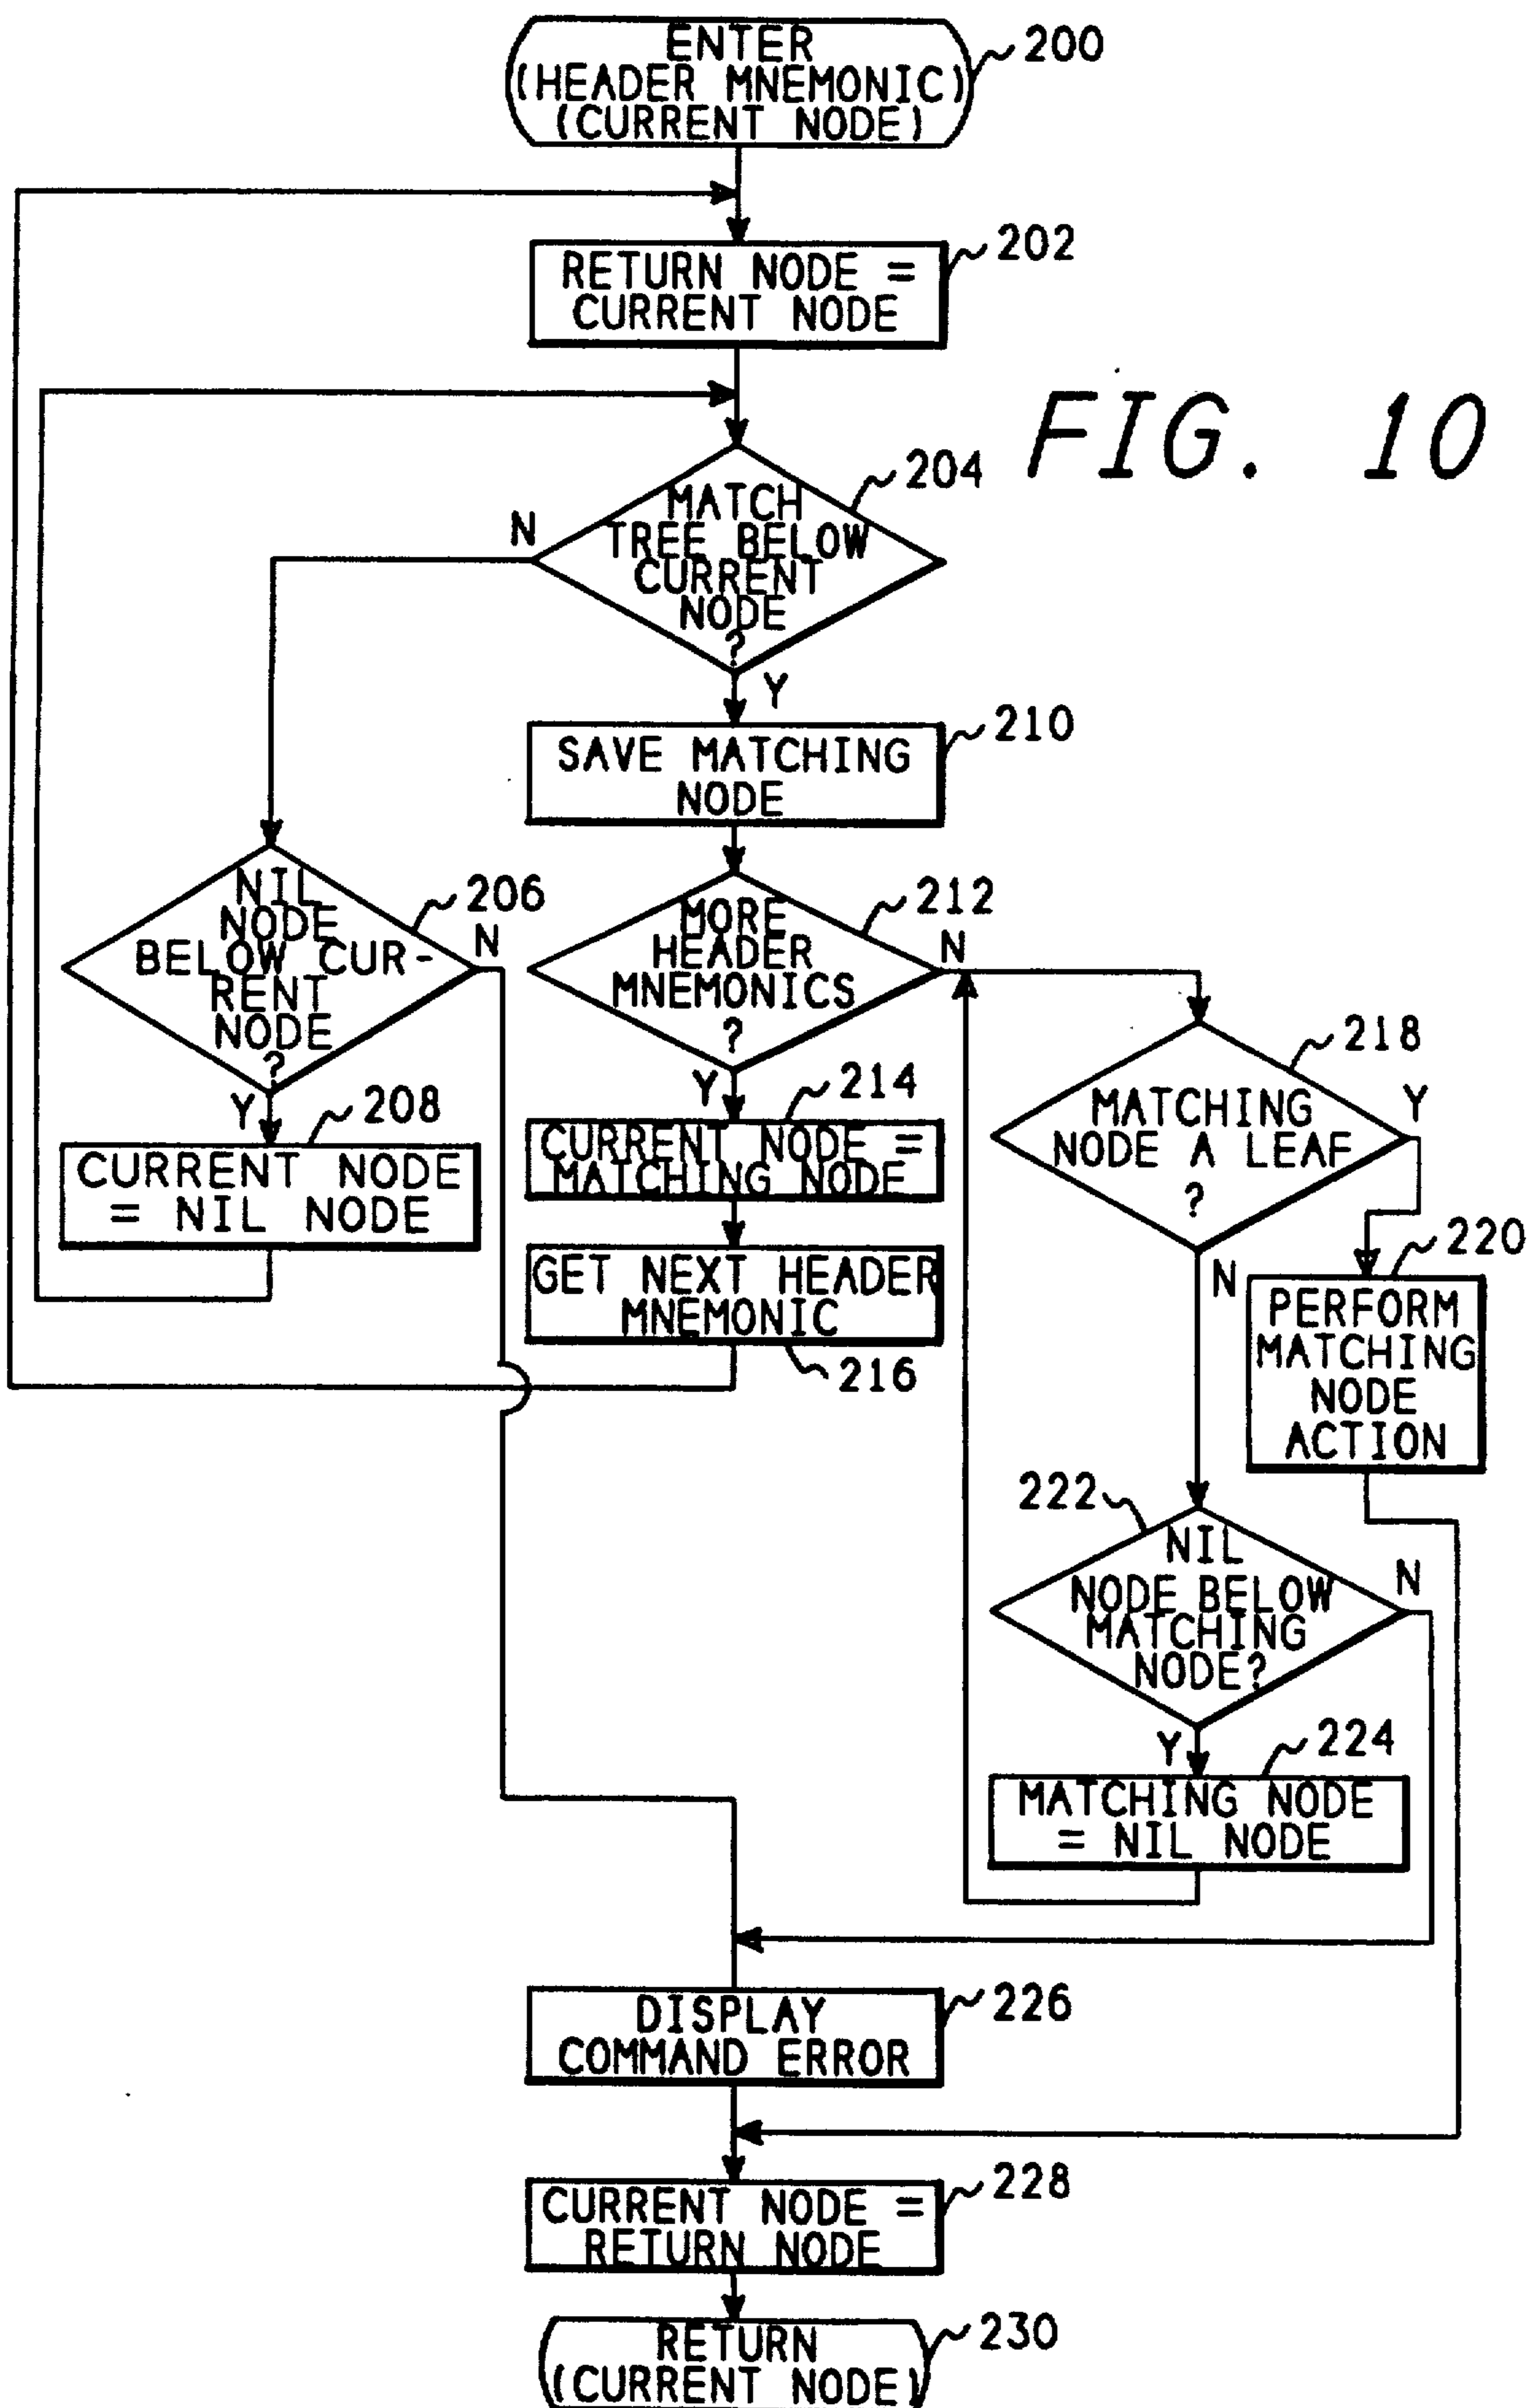 ENTER
(HEADER MNEMONIC)
(CURRENT NODE)
200
RETURN NODE =
CURRENT NODE
202
FIG. 10
MATCH
TREE BELOW
CURRENT
NODE
?
204
N
Y
SAVE MATCHING
NODE
210
NIL
NODE
BELOW CUR-
RENT
NODE
?
206
N
Y
CURRENT NODE
= NIL NODE
208
MORE
HEADER
MNEMONICS
?
212
N
Y
CURRENT NODE =
MATCHING NODE
214
GET NEXT HEADER
MNEMONIC
216
MATCHING
NODE A LEAF
?
218
Y
N
PERFORM
MATCHING
NODE
ACTION
220
NIL
NODE BELOW
MATCHING
NODE?
222
N
Y
MATCHING NODE
= NIL NODE
224
DISPLAY
COMMAND ERROR
226
CURRENT NODE =
RETURN NODE
228
RETURN
(CURRENT NODE)
230